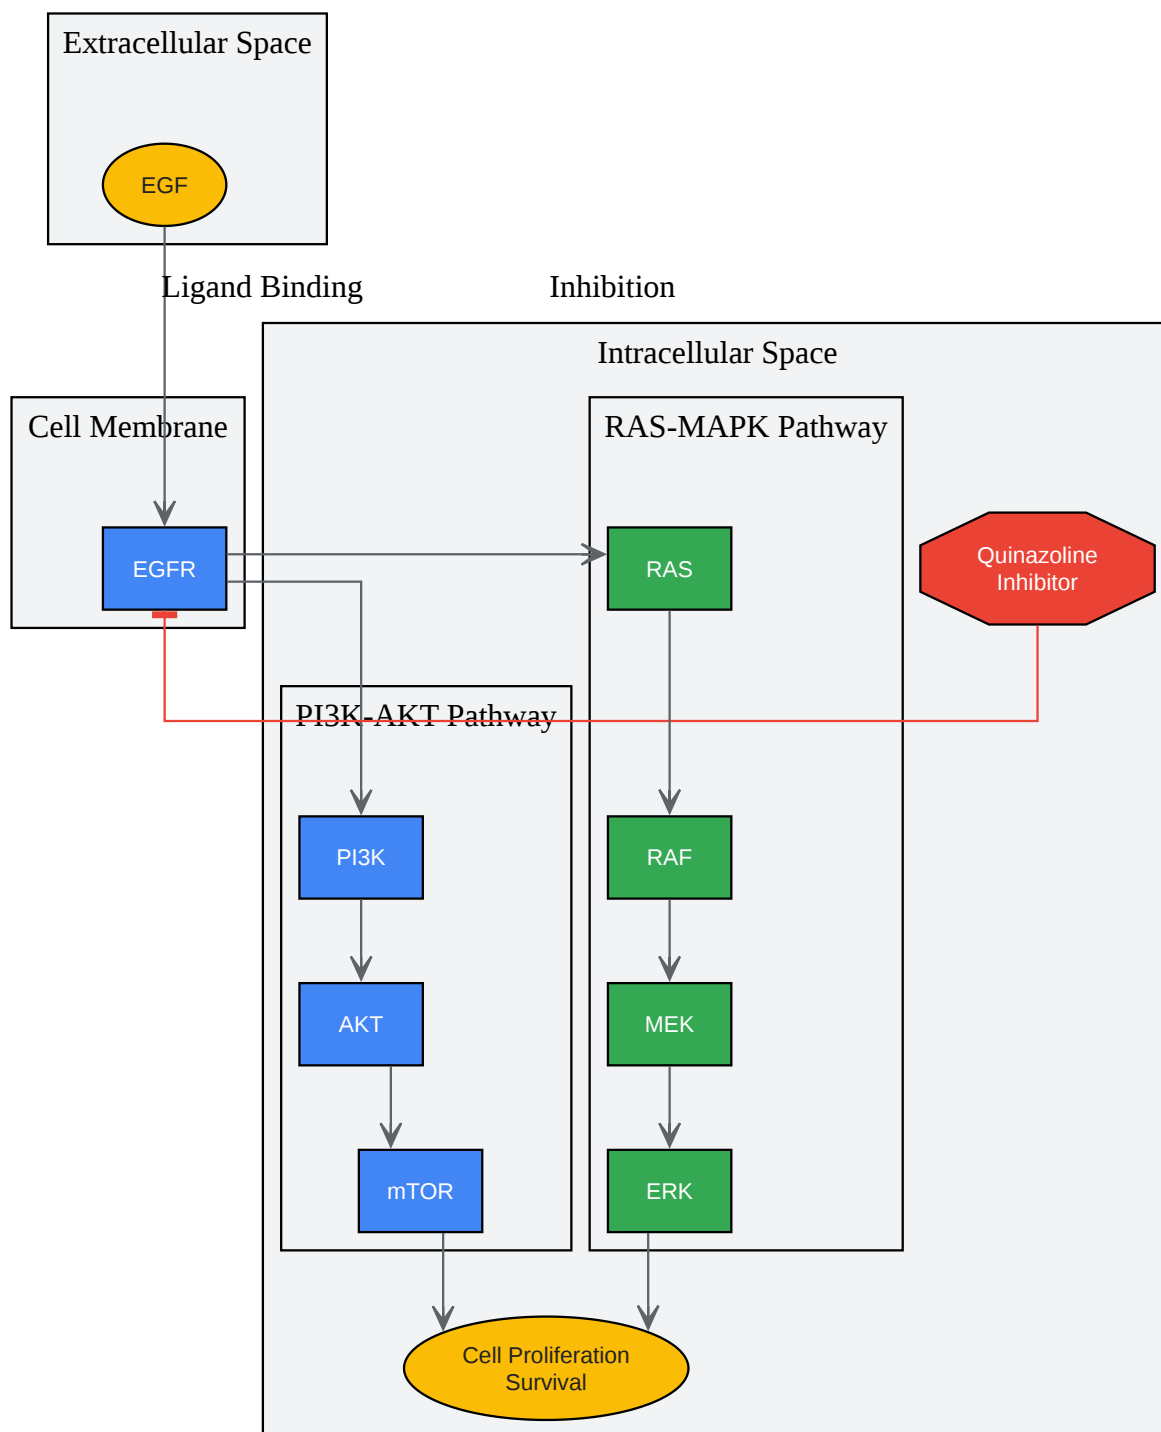 Extracellular Space
EGF
Ligand Binding
Inhibition
Intracellular Space
Cell Membrane
RAS-MAPK Pathway
EGFR
RAS
Quinazoline
Inhibitor
PI3K-AKT Pathway
PI3K
RAF
AKT
MEK
mTOR
ERK
Cell Proliferation
Survival